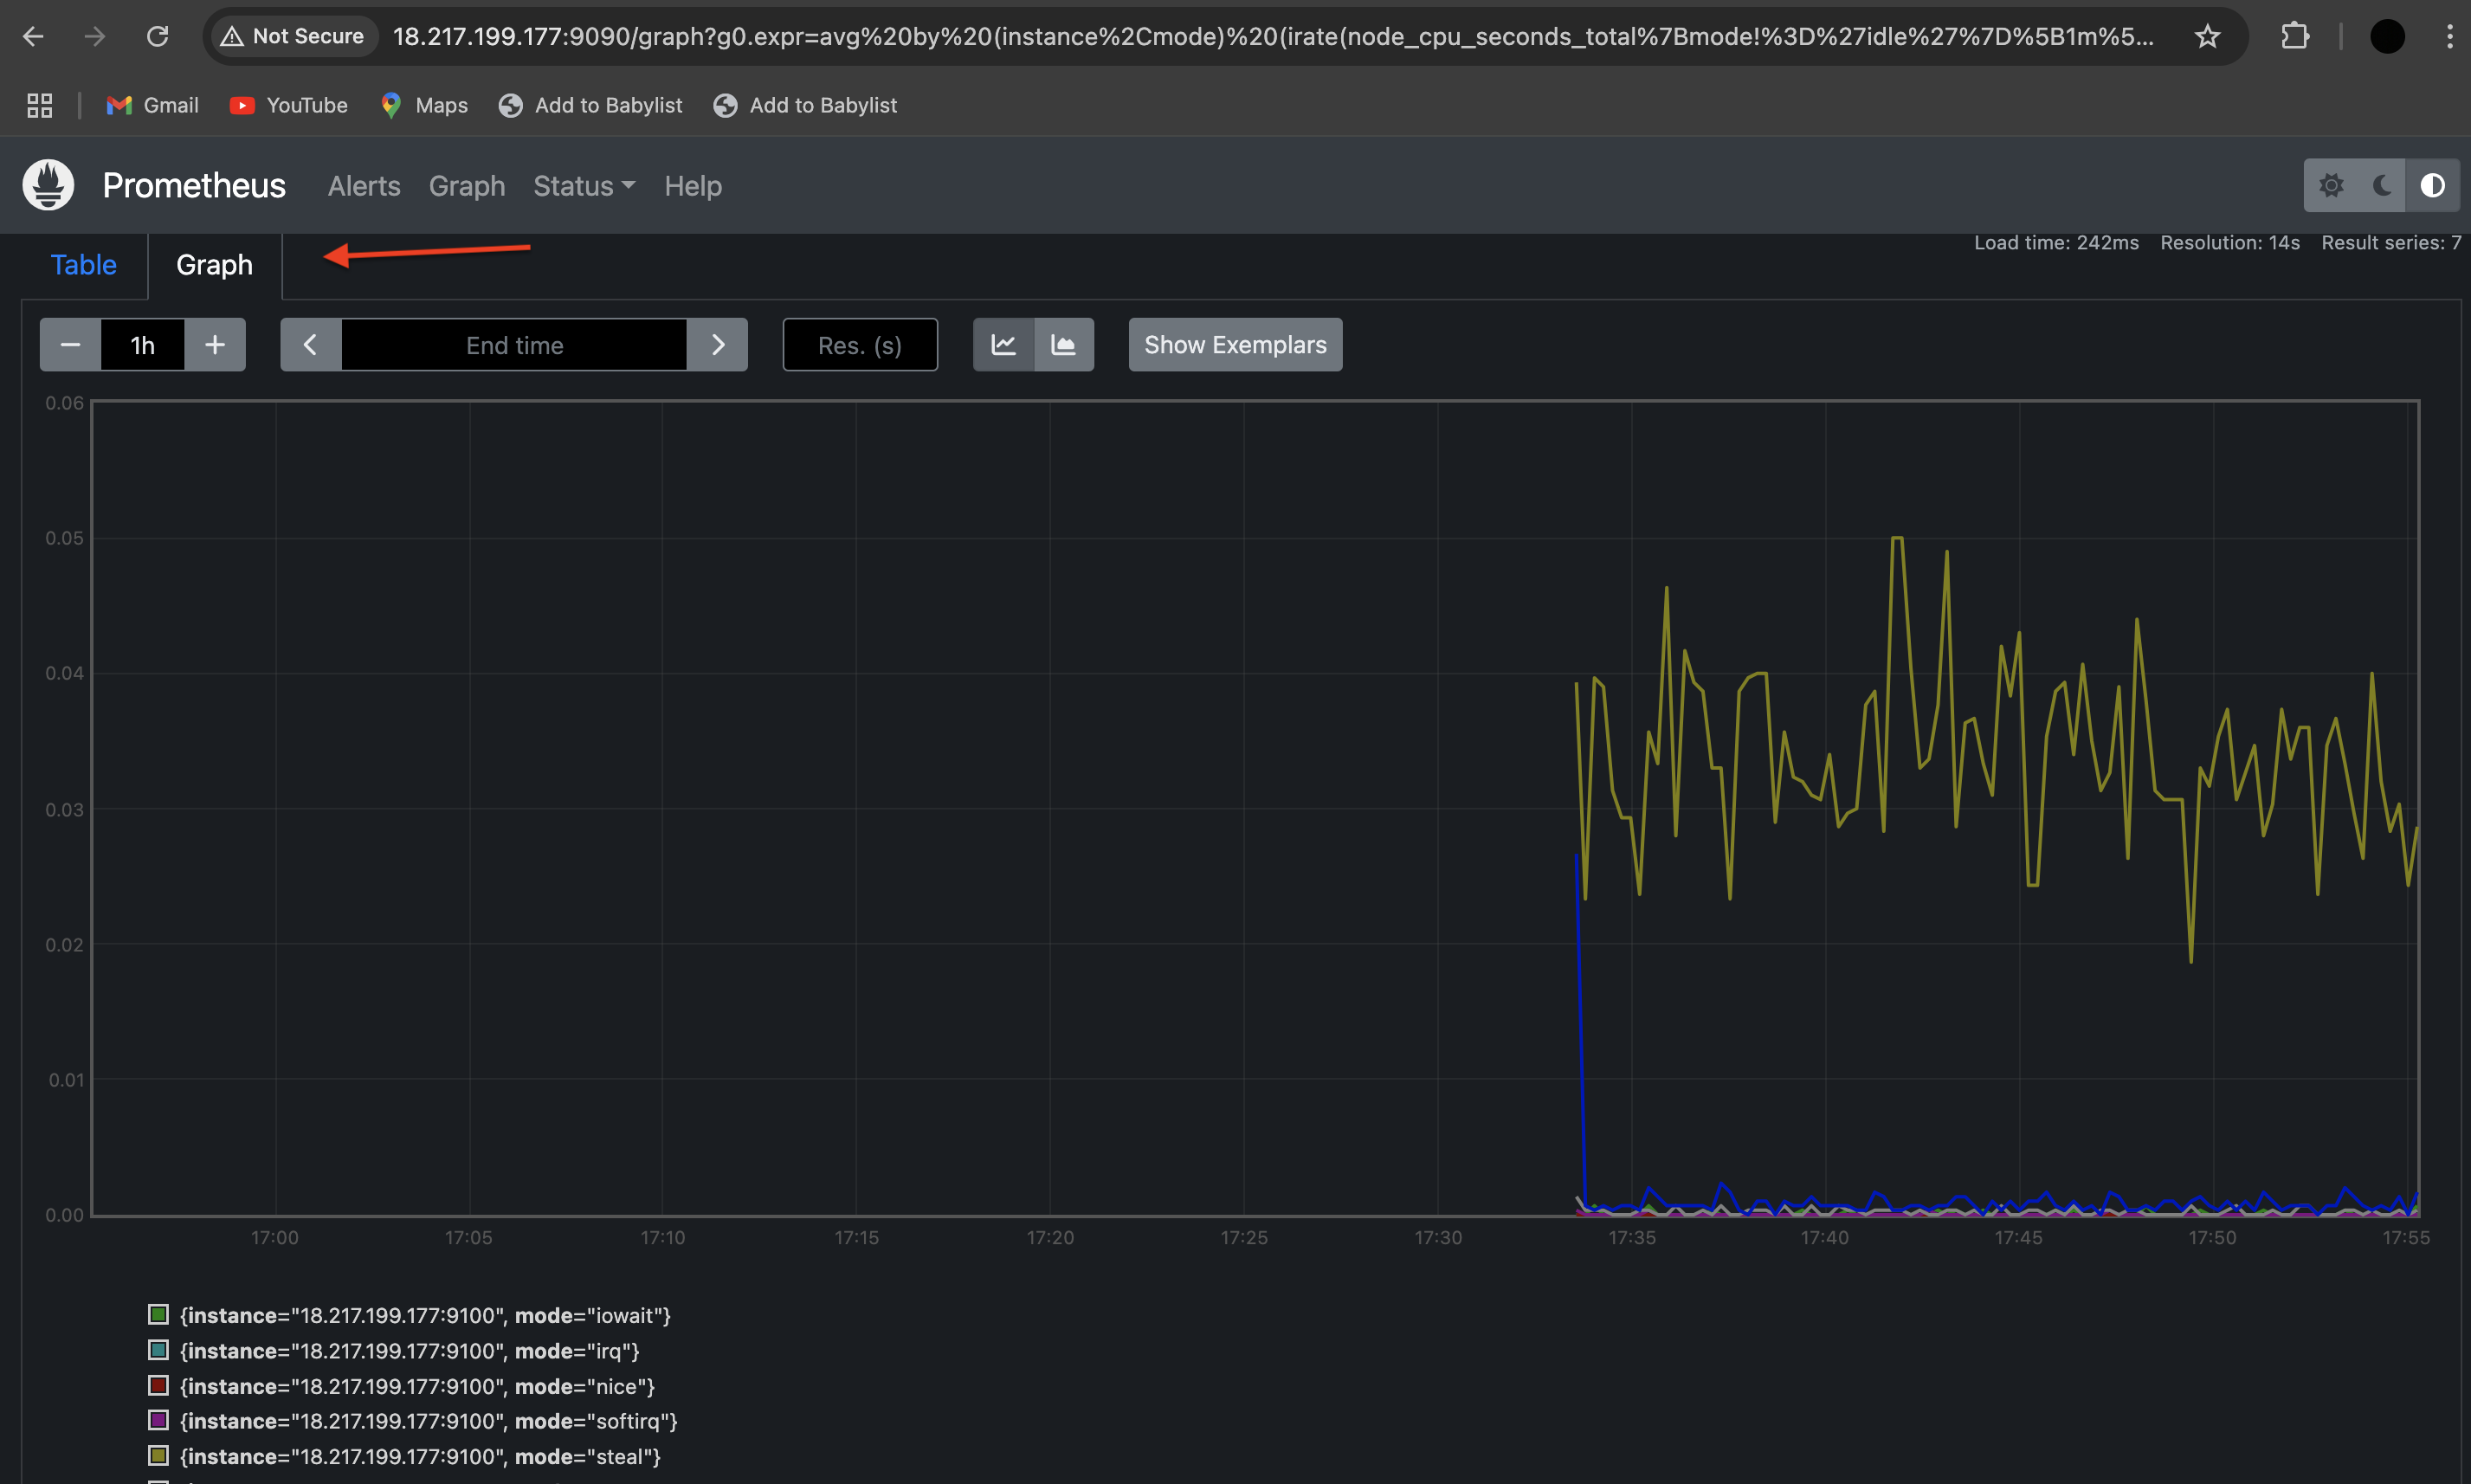 Not Secure 18.217.199.177:9090/graph?g0.expr=avg%20by%20(instance%2Cmode)%20(irate(node_cpu_seconds_total%7Bmode!%3D%27idle%27%7D%5B1m%5...
Gmail YouTube Maps Add to Babylist Add to Babylist
Prometheus Alerts Graph Status Help
Load time: 242ms Resolution: 14s Result series: 7
Table Graph
− 1h + End time Res. (s) Show Exemplars
0.06
0.05
0.04
0.03
0.02
0.01
0.00
17:00 17:05 17:10 17:15 17:20 17:25 17:30 17:35 17:40 17:45 17:50 17:55
{instance="18.217.199.177:9100", mode="iowait"}
{instance="18.217.199.177:9100", mode="irq"}
{instance="18.217.199.177:9100", mode="nice"}
{instance="18.217.199.177:9100", mode="softirq"}
{instance="18.217.199.177:9100", mode="steal"}